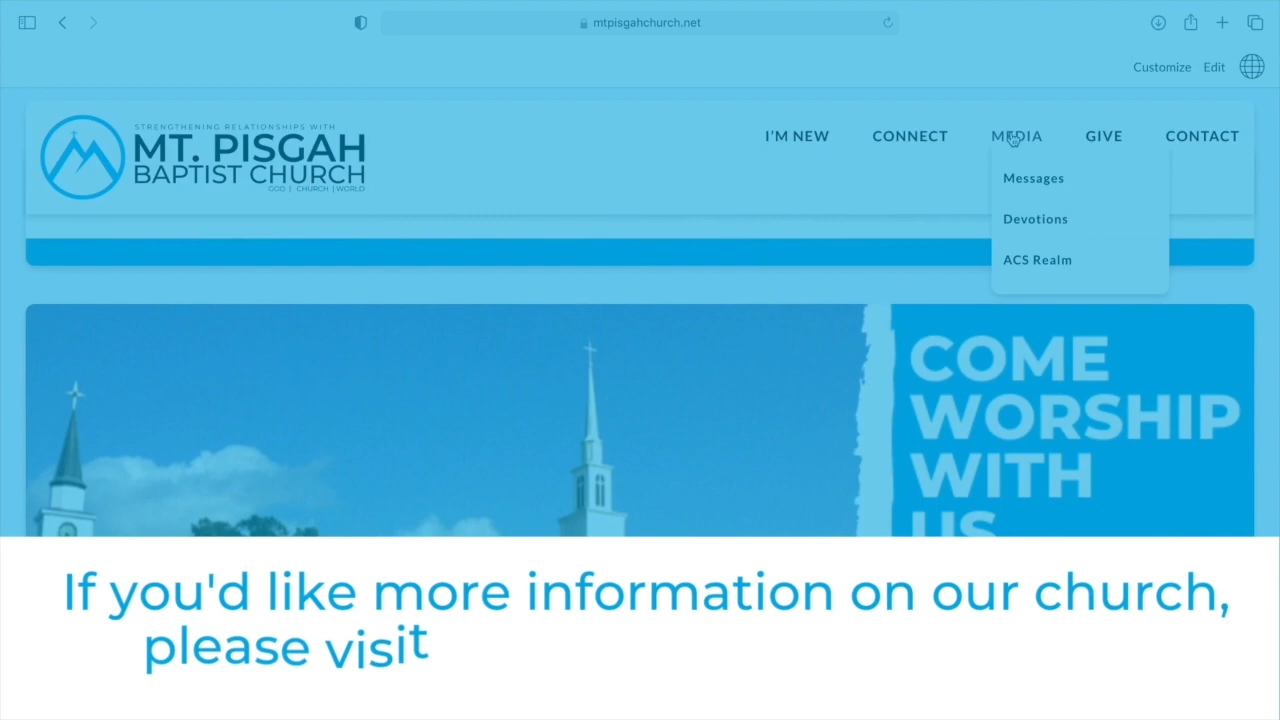 mtpisgahchurch.net
Customize Edit
STRENGTHENING RELATIONSHIPS WITH
MT. PISGAH
BAPTIST CHURCH
GOD | CHURCH | WORLD
I'M NEW CONNECT MEDIA GIVE CONTACT
Messages
Devotions
ACS Realm
COME
WORSHIP
WITH
US
If you'd like more information on our church,
please visit